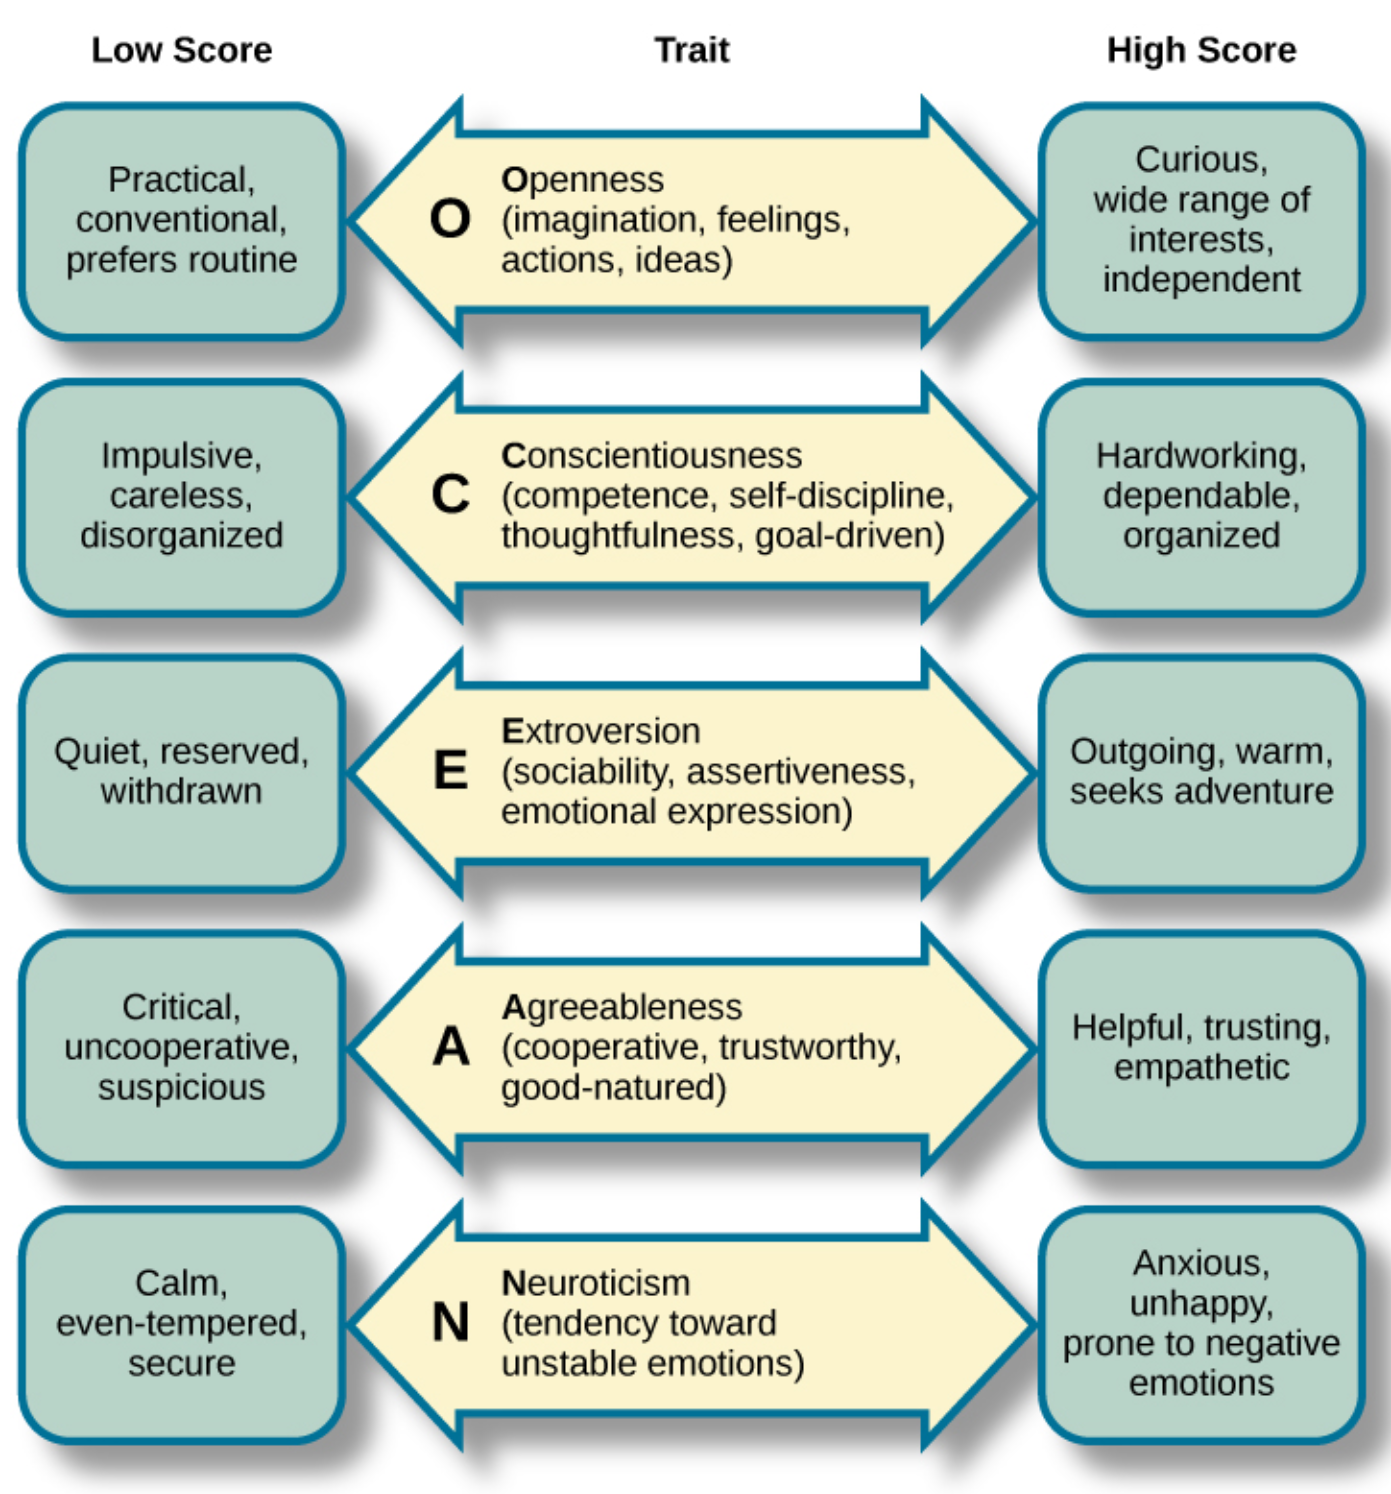 Low Score
Trait
High Score
Practical,
conventional,
prefers routine
O
Openness
(imagination, feelings,
actions, ideas)
Curious,
wide range of
interests,
independent
Impulsive,
careless,
disorganized
C
Conscientiousness
(competence, self-discipline,
thoughtfulness, goal-driven)
Hardworking,
dependable,
organized
Quiet, reserved,
withdrawn
E
Extroversion
(sociability, assertiveness,
emotional expression)
Outgoing, warm,
seeks adventure
Critical,
uncooperative,
suspicious
A
Agreeableness
(cooperative, trustworthy,
good-natured)
Helpful, trusting,
empathetic
Calm,
even-tempered,
secure
N
Neuroticism
(tendency toward
unstable emotions)
Anxious,
unhappy,
prone to negative
emotions